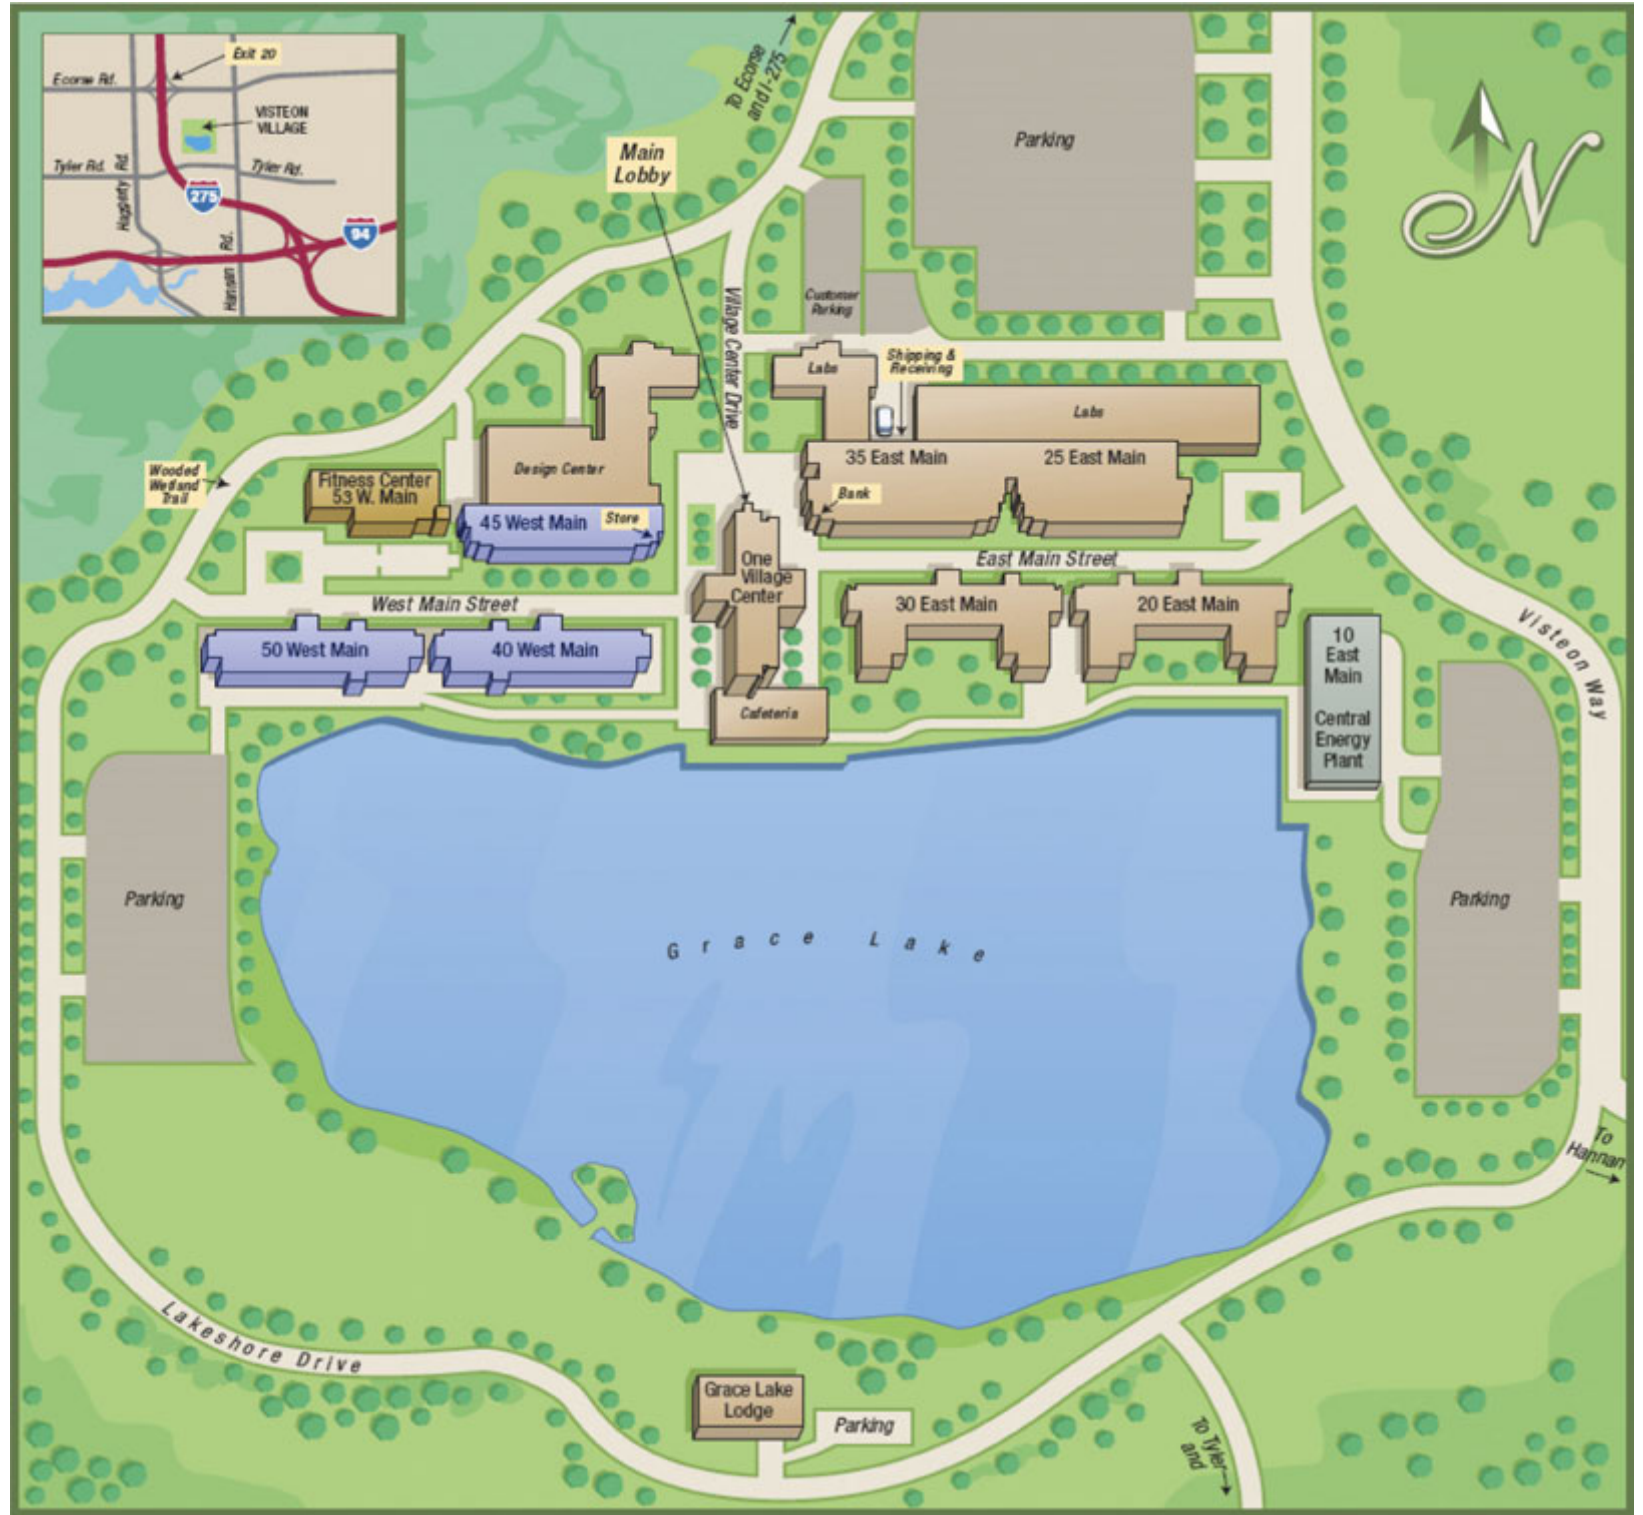 Exit 20
Ecorse Rd.
VISTEON
VILLAGE
Tyler Rd.
Tyler Rd.
Haggerty Rd.
Hannan Rd.
275
94
To Ecorse
and I-275
Main
Lobby
Parking
N
Village Center Drive
Customer
Parking
Labs
Shipping &
Receiving
Labs
35 East Main
25 East Main
Bank
Wooded
Wetland
Trail
Fitness Center
53 W. Main
Design Center
45 West Main
Store
One
Village
Center
East Main Street
West Main Street
50 West Main
40 West Main
30 East Main
20 East Main
10
East
Main
Central
Energy
Plant
Visteon Way
Cafeteria
Parking
Grace Lake
Parking
To
Hannan
Lakeshore Drive
Grace Lake
Lodge
Parking
To Tyler
and